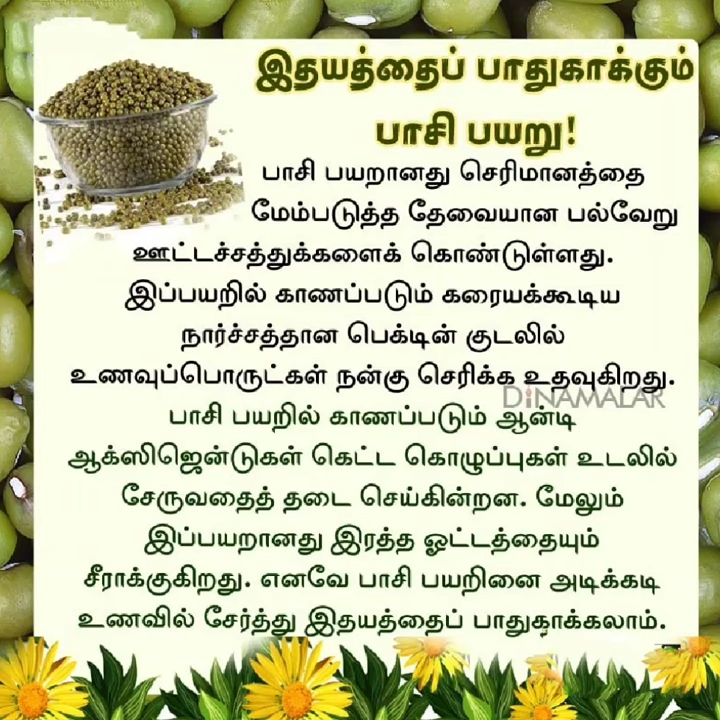 இதயத்தைப் பாதுகாக்கும்
பாசி பயறு!
பாசி பயறானது செரிமானத்தை
மேம்படுத்த தேவையான பல்வேறு
ஊட்டச்சத்துக்களைக் கொண்டுள்ளது.
இப்பயறில் காணப்படும் கரையக்கூடிய
நார்ச்சத்தான பெக்டின் குடலில்
உணவுப்பொருட்கள் நன்கு செரிக்க உதவுகிறது.
DINAMALAR
பாசி பயறில் காணப்படும் ஆன்டி
ஆக்ஸிஜென்டுகள் கெட்ட கொழுப்புகள் உடலில்
சேருவதைத் தடை செய்கின்றன. மேலும்
இப்பயறானது இரத்த ஓட்டத்தையும்
சீராக்குகிறது. எனவே பாசி பயறினை அடிக்கடி
உணவில் சேர்த்து இதயத்தைப் பாதுகாக்கலாம்.